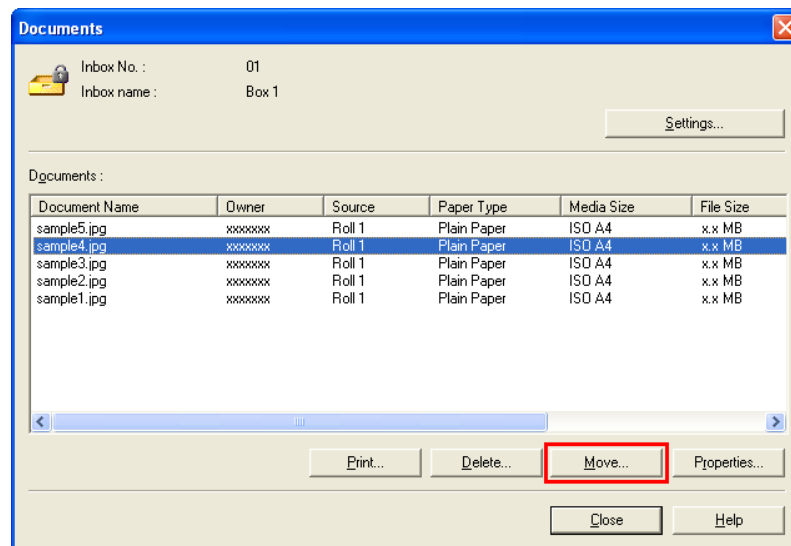 Documents
Inbox No. : 01
Inbox name : Box 1
Settings...
Documents :
Document Name Owner Source Paper Type Media Size File Size
sample5.jpg xxxxxxx Roll 1 Plain Paper ISO A4 x.x MB
sample4.jpg xxxxxxx Roll 1 Plain Paper ISO A4 x.x MB
sample3.jpg xxxxxxx Roll 1 Plain Paper ISO A4 x.x MB
sample2.jpg xxxxxxx Roll 1 Plain Paper ISO A4 x.x MB
sample1.jpg xxxxxxx Roll 1 Plain Paper ISO A4 x.x MB
Print... Delete... Move... Properties...
Close Help